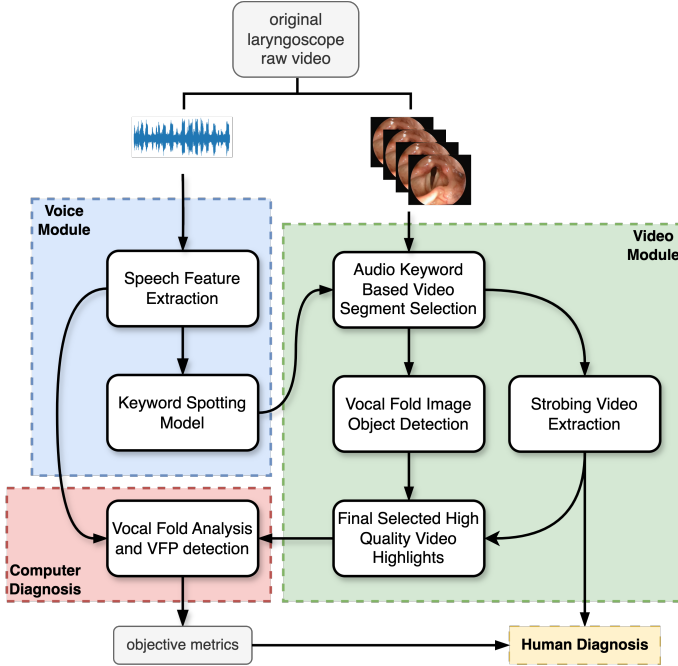 original
laryngoscope
raw video
Voice
Module
Video
Module
Speech Feature
Extraction
Audio Keyword
Based Video
Segment Selection
Keyword Spotting
Model
Vocal Fold Image
Object Detection
Strobing Video
Extraction
Vocal Fold Analysis
and VFP detection
Final Selected High
Quality Video
Highlights
Computer
Diagnosis
objective metrics
Human Diagnosis